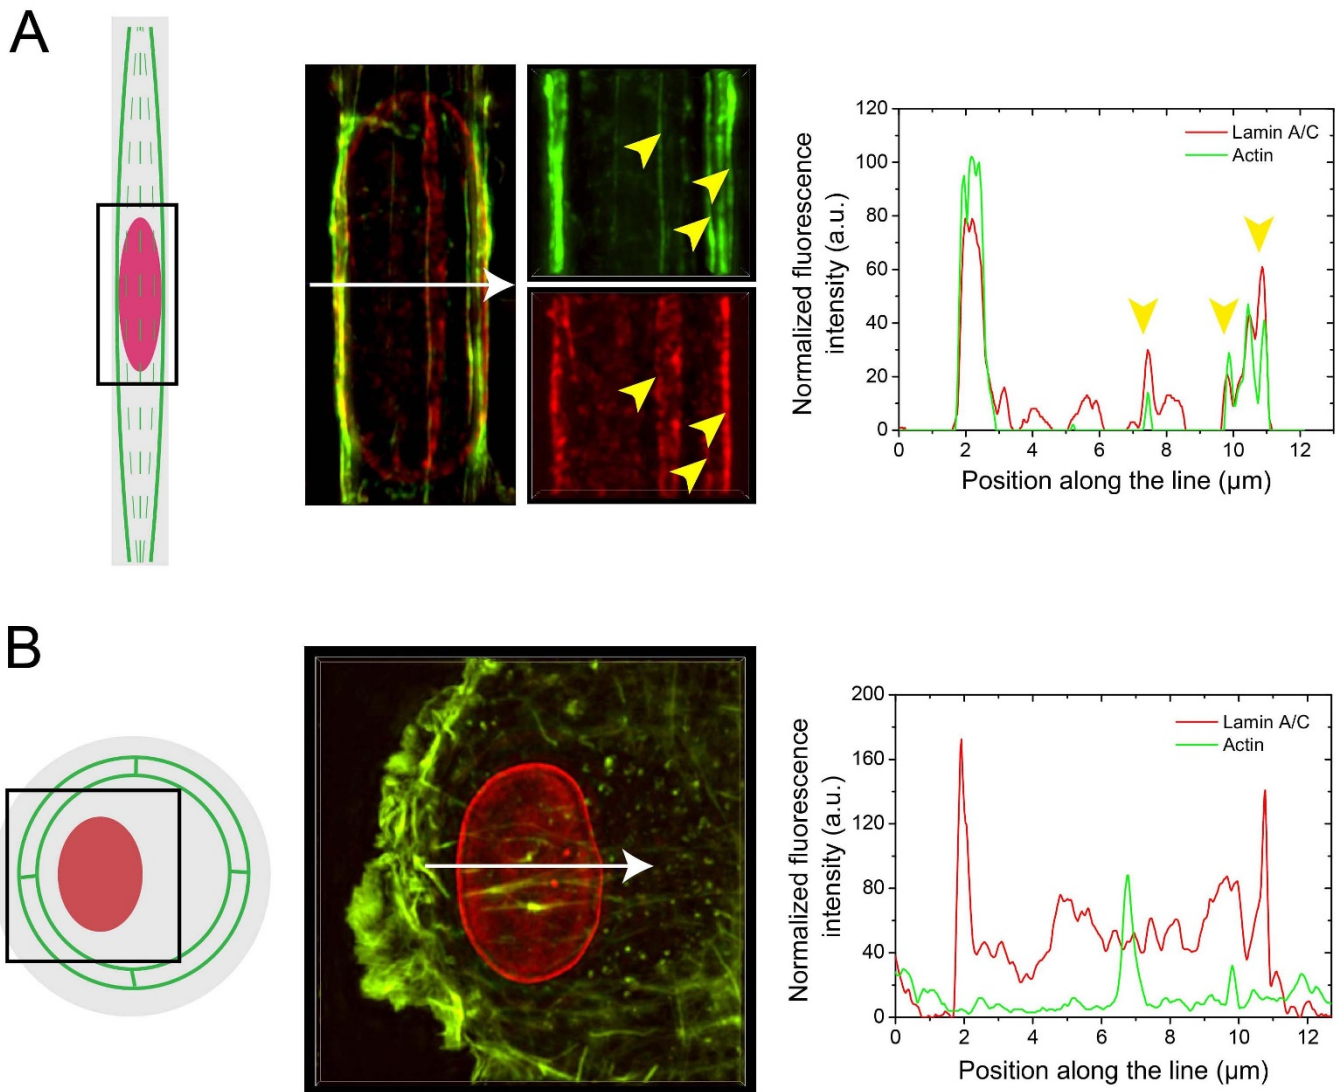 A
Normalized fluorescence
intensity (a.u.)
120
100
80
60
40
20
0
Lamin A/C
Actin
0 2 4 6 8 10 12
Position along the line (µm)
B
Normalized fluorescence
intensity (a.u.)
200
160
120
80
40
0
Lamin A/C
Actin
0 2 4 6 8 10 12
Position along the line (µm)